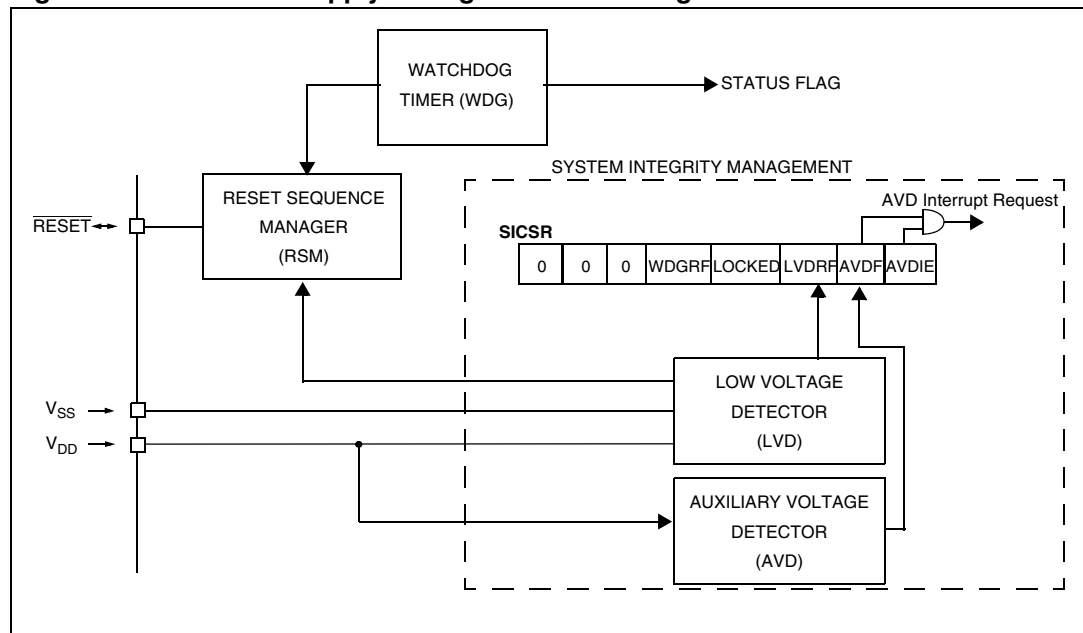 WATCHDOG
TIMER (WDG)
STATUS FLAG
SYSTEM INTEGRITY MANAGEMENT
RESET SEQUENCE
MANAGER
(RSM)
RESET
AVD Interrupt Request
SICSR
0 0 0 WDGRF LOCKED LVDRF AVDF AVDIE
LOW VOLTAGE
DETECTOR
(LVD)
VSS
VDD
AUXILIARY VOLTAGE
DETECTOR
(AVD)